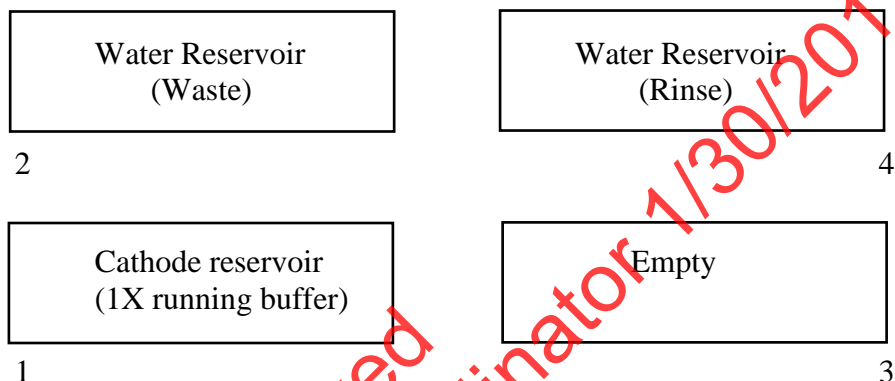 Water Reservoir
(Waste)
Water Reservoir
(Rinse)
2
4
Cathode reservoir
(1X running buffer)
Empty
1
3